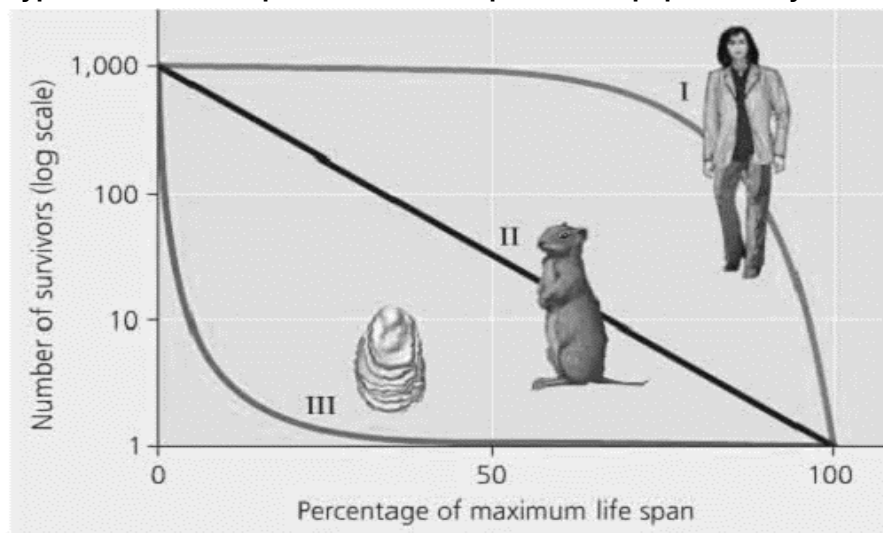 1,000
100
10
1
0
50
100
I
II
III
Number of survivors (log scale)
Percentage of maximum life span